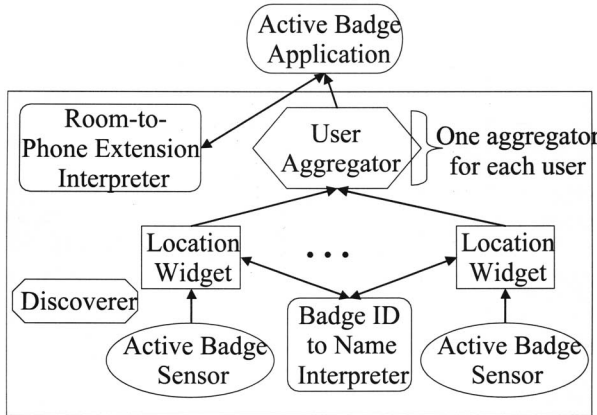 Active Badge
Application
Room-to-
Phone Extension
Interpreter
User
Aggregator
One aggregator
for each user
Location
Widget
...
Location
Widget
Discoverer
Active Badge
Sensor
Badge ID
to Name
Interpreter
Active Badge
Sensor